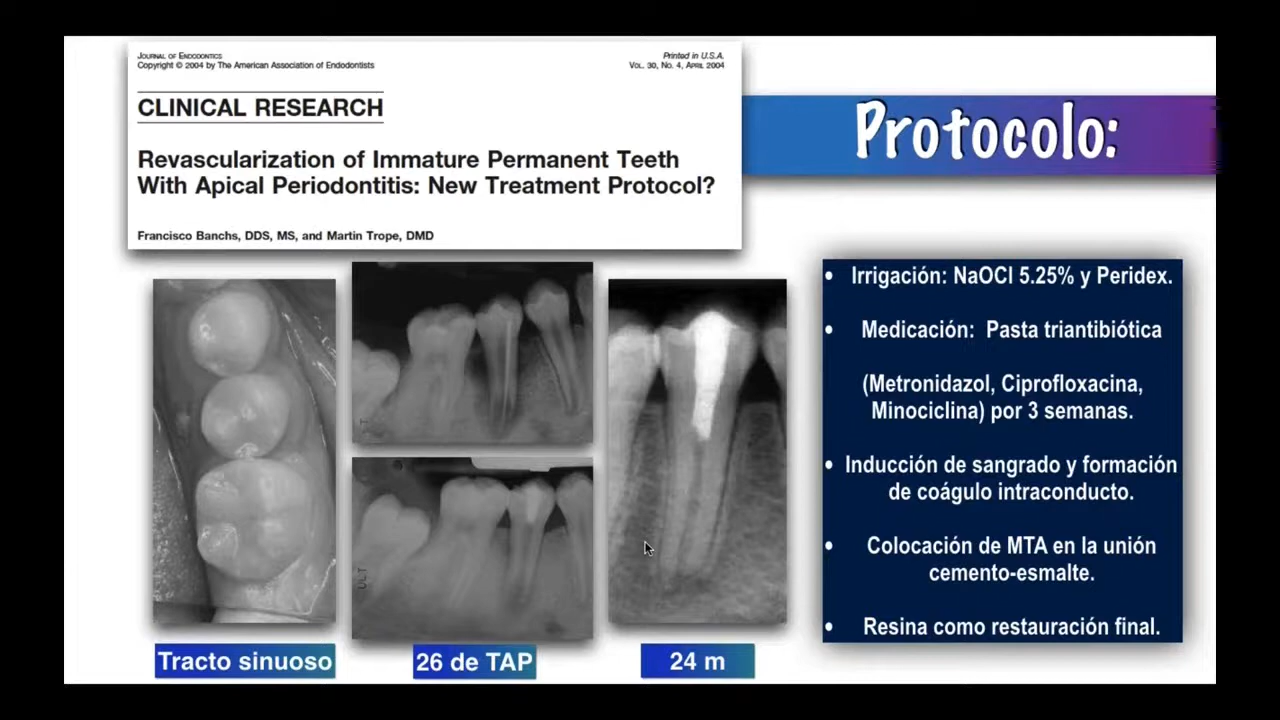 JOURNAL OF ENDODONTICS
Copyright © 2004 by The American Association of Endodontists
Printed in U.S.A.
VOL. 30, NO. 4, APRIL 2004
CLINICAL RESEARCH
Revascularization of Immature Permanent Teeth
With Apical Periodontitis: New Treatment Protocol?
Francisco Banchs, DDS, MS, and Martin Trope, DMD
Protocolo:
• Irrigación: NaOCl 5.25% y Peridex.
• Medicación: Pasta triantibiótica
(Metronidazol, Ciprofloxacina,
Minociclina) por 3 semanas.
• Inducción de sangrado y formación
de coágulo intraconducto.
• Colocación de MTA en la unión
cemento-esmalte.
• Resina como restauración final.
Tracto sinuoso
26 de TAP
24 m